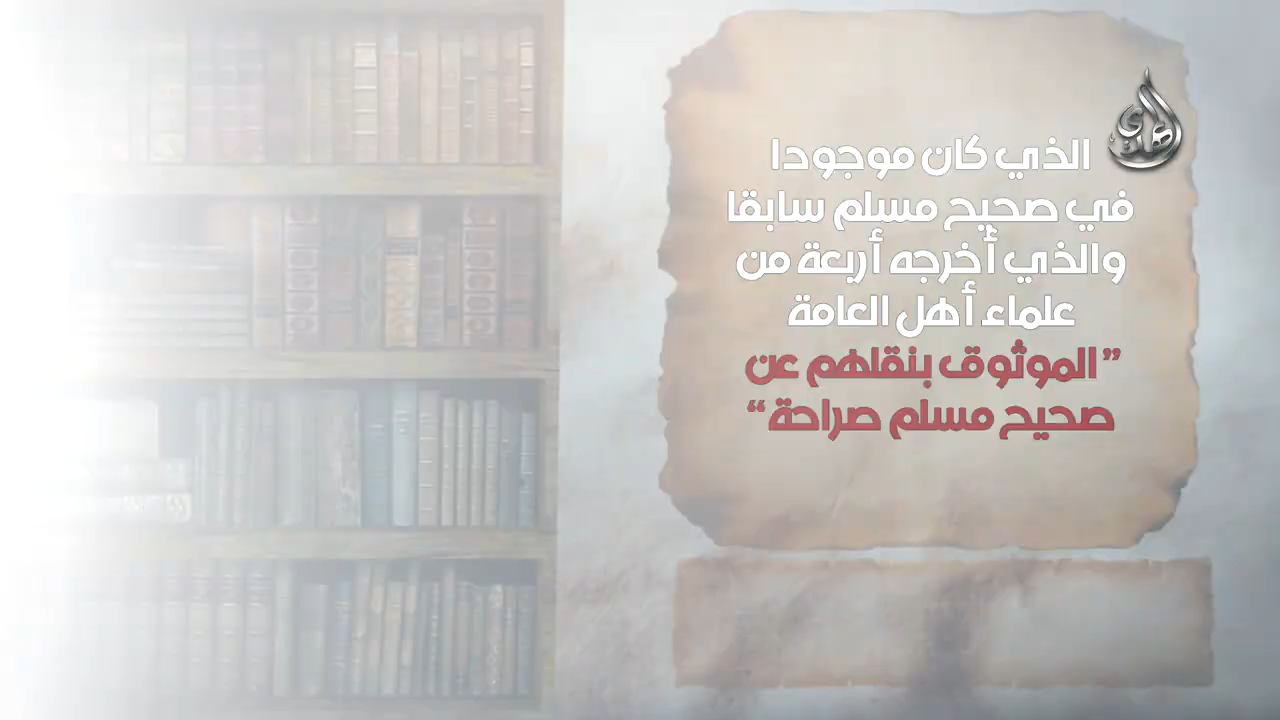 الهادي
الذي كان موجودا
في صحيح مسلم سابقا
والذي أخرجه أربعة من
علماء أهل العامة
”الموثوق بنقلهم عن
صحيح مسلم صراحة“